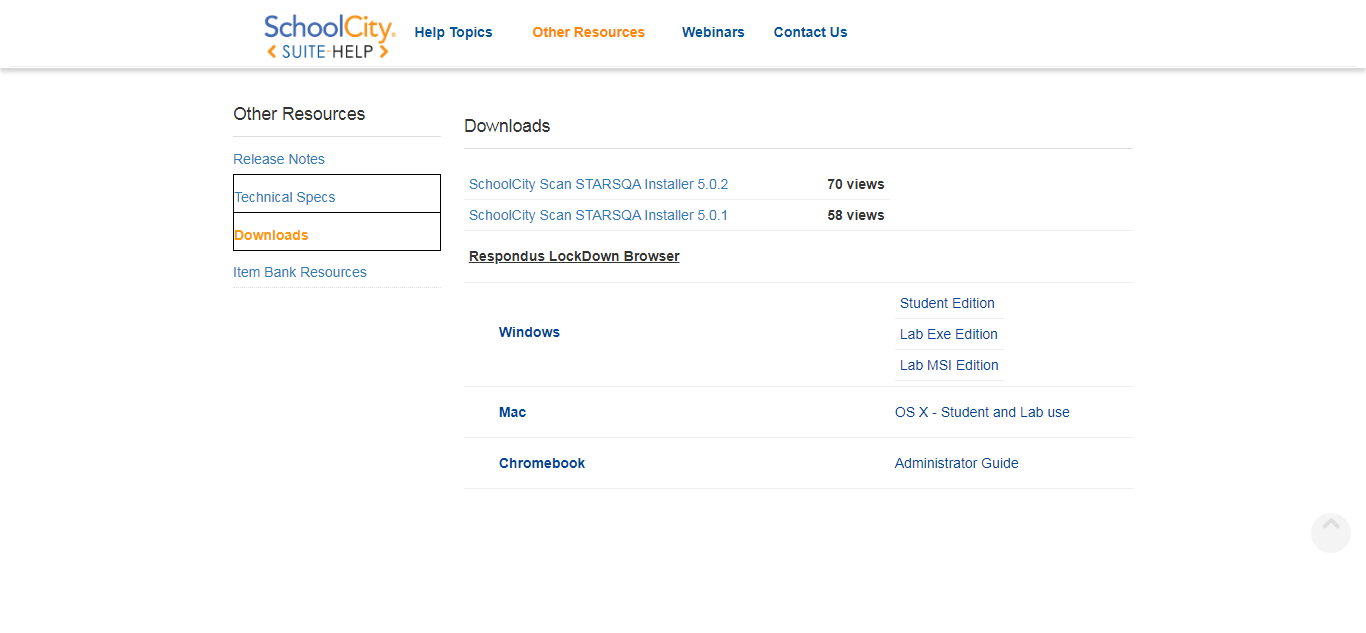 SchoolCity® Help Topics Other Resources Webinars Contact Us
SUITE-HELP
Other Resources
Release Notes
Technical Specs
Downloads
Item Bank Resources
Downloads
SchoolCity Scan STARSQA Installer 5.0.2 70 views
SchoolCity Scan STARSQA Installer 5.0.1 58 views
Respondus LockDown Browser
Windows
Student Edition
Lab Exe Edition
Lab MSI Edition
Mac OS X - Student and Lab use
Chromebook Administrator Guide